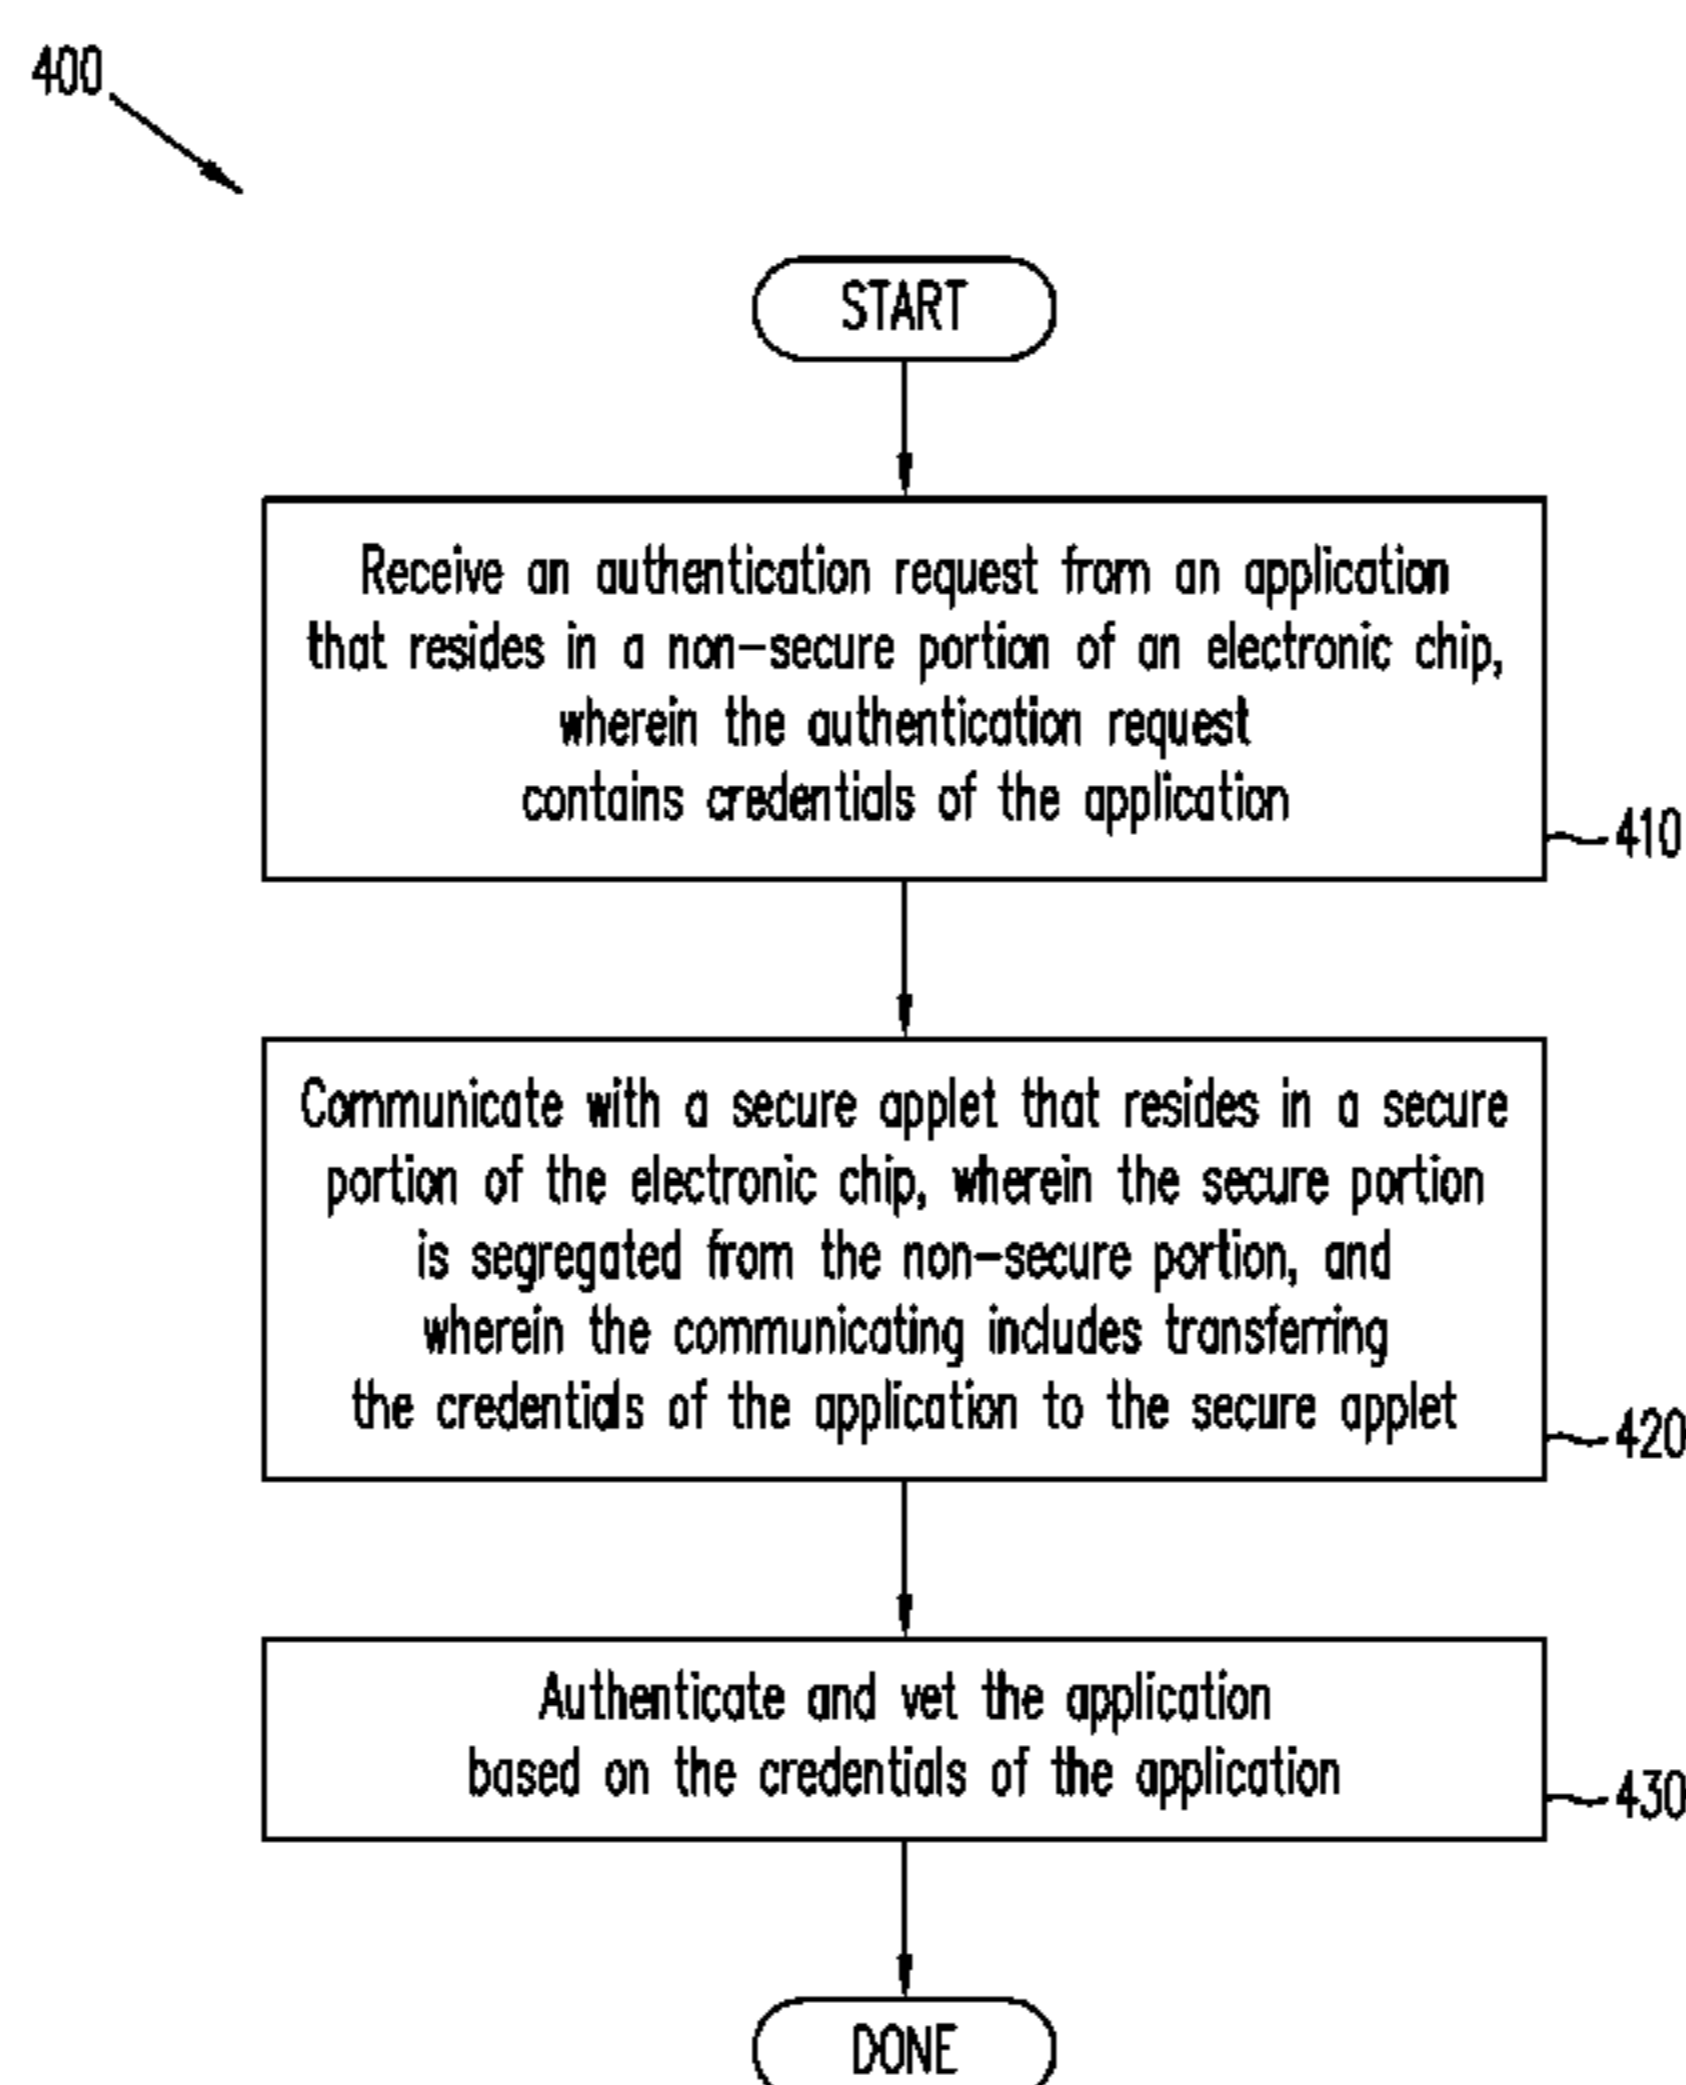 400
START
Receive an authentication request from an application
that resides in a non-secure portion of an electronic chip,
wherein the authentication request
contains credentials of the application
410
Communicate with a secure applet that resides in a secure
portion of the electronic chip, wherein the secure portion
is segregated from the non-secure portion, and
wherein the communicating includes transferring
the credentials of the application to the secure applet
420
Authenticate and vet the application
based on the credentials of the application
430
DONE